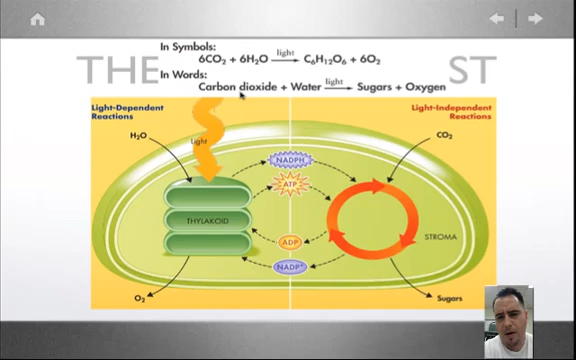 THE ST
In Symbols:
6CO₂ + 6H₂O light C₆H₁₂O₆ + 6O₂
In Words:
Carbon dioxide + Water light Sugars + Oxygen
Light-Dependent
Reactions
Light-Independent
Reactions
H₂O
CO₂
Light
NADPH
ATP
THYLAKOID
STROMA
ADP
NADP⁺
O₂
Sugars